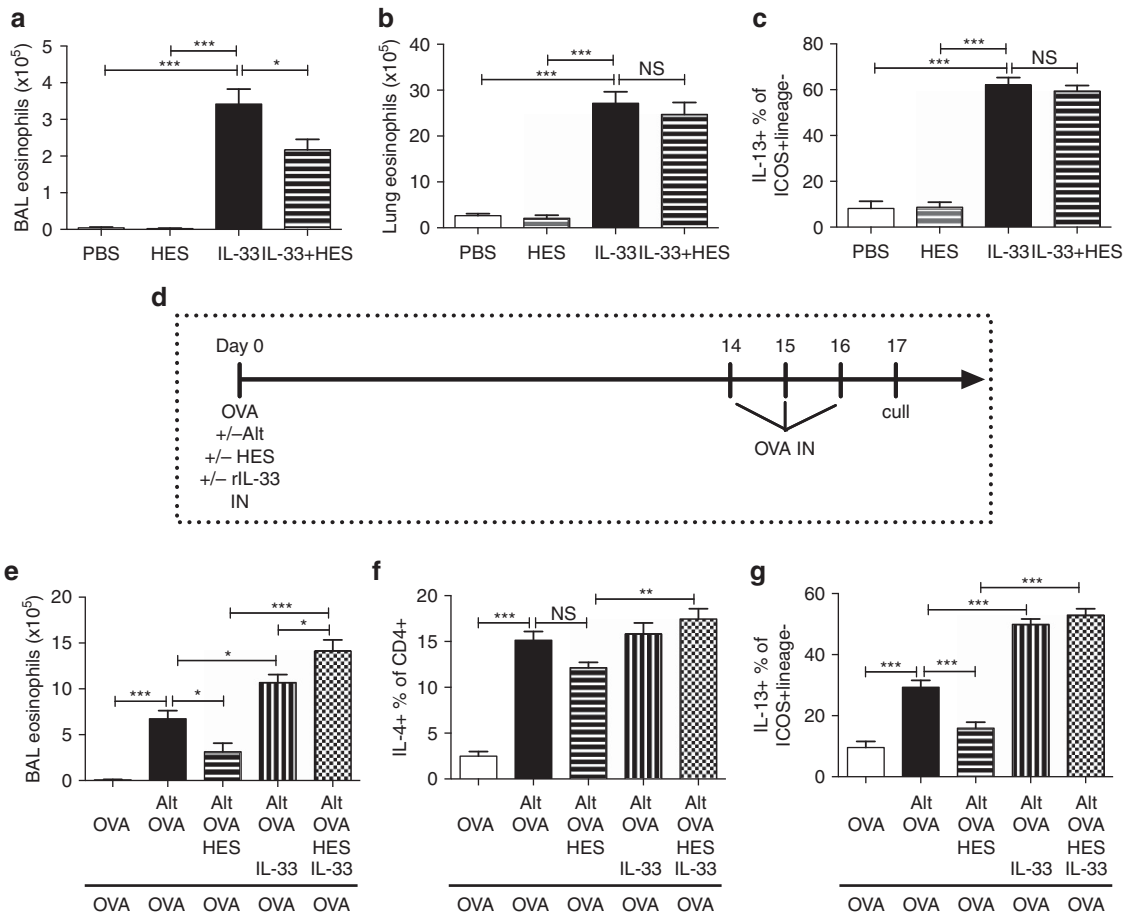 a
BAL eosinophils (x10⁵)
5
4
3
2
1
0
***
***
*
PBS HES IL-33 IL-33+HES
b
Lung eosinophils (x10⁵)
40
30
20
10
0
***
***
NS
PBS HES IL-33 IL-33+HES
c
IL-13+ % of
ICOS+lineage-
80
60
40
20
0
***
***
NS
PBS HES IL-33 IL-33+HES
d
Day 0 14 15 16 17
OVA
+/–Alt
+/– HES
+/– rIL-33
IN
OVA IN
cull
e
BAL eosinophils (x10⁵)
20
15
10
5
0
***
*
*
*
***
Alt Alt Alt Alt
OVA OVA OVA OVA OVA
HES HES
IL-33 IL-33
OVA OVA OVA OVA OVA
f
IL-4+ % of CD4+
20
15
10
5
0
***
NS
**
Alt Alt Alt Alt
OVA OVA OVA OVA OVA
HES HES
IL-33 IL-33
OVA OVA OVA OVA OVA
g
IL-13+ % of
ICOS+lineage-
60
40
20
0
***
***
***
***
Alt Alt Alt Alt
OVA OVA OVA OVA OVA
HES HES
IL-33 IL-33
OVA OVA OVA OVA OVA